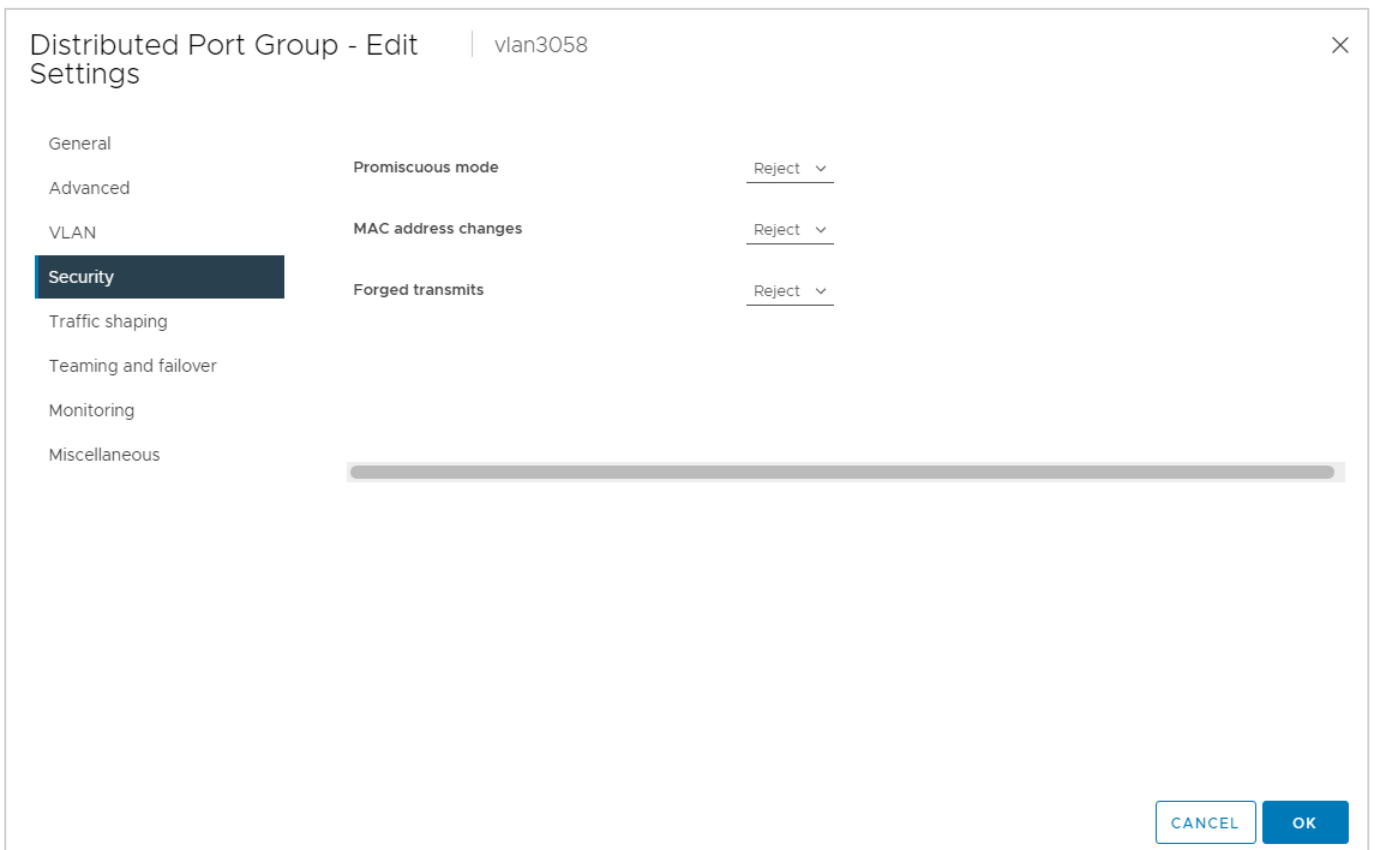 Distributed Port Group - Edit
Settings
vlan3058
General
Advanced
VLAN
Security
Traffic shaping
Teaming and failover
Monitoring
Miscellaneous
Promiscuous mode Reject
MAC address changes Reject
Forged transmits Reject
CANCEL OK